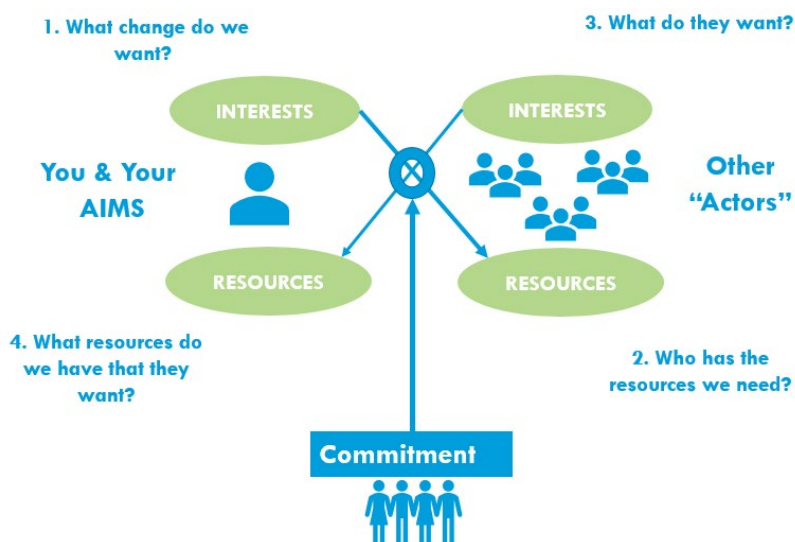 1. What change do we
want?
3. What do they want?
INTERESTS
INTERESTS
You & Your
AIMS
Other
“Actors”
RESOURCES
RESOURCES
4. What resources do
we have that they
want?
2. Who has the
resources we need?
Commitment